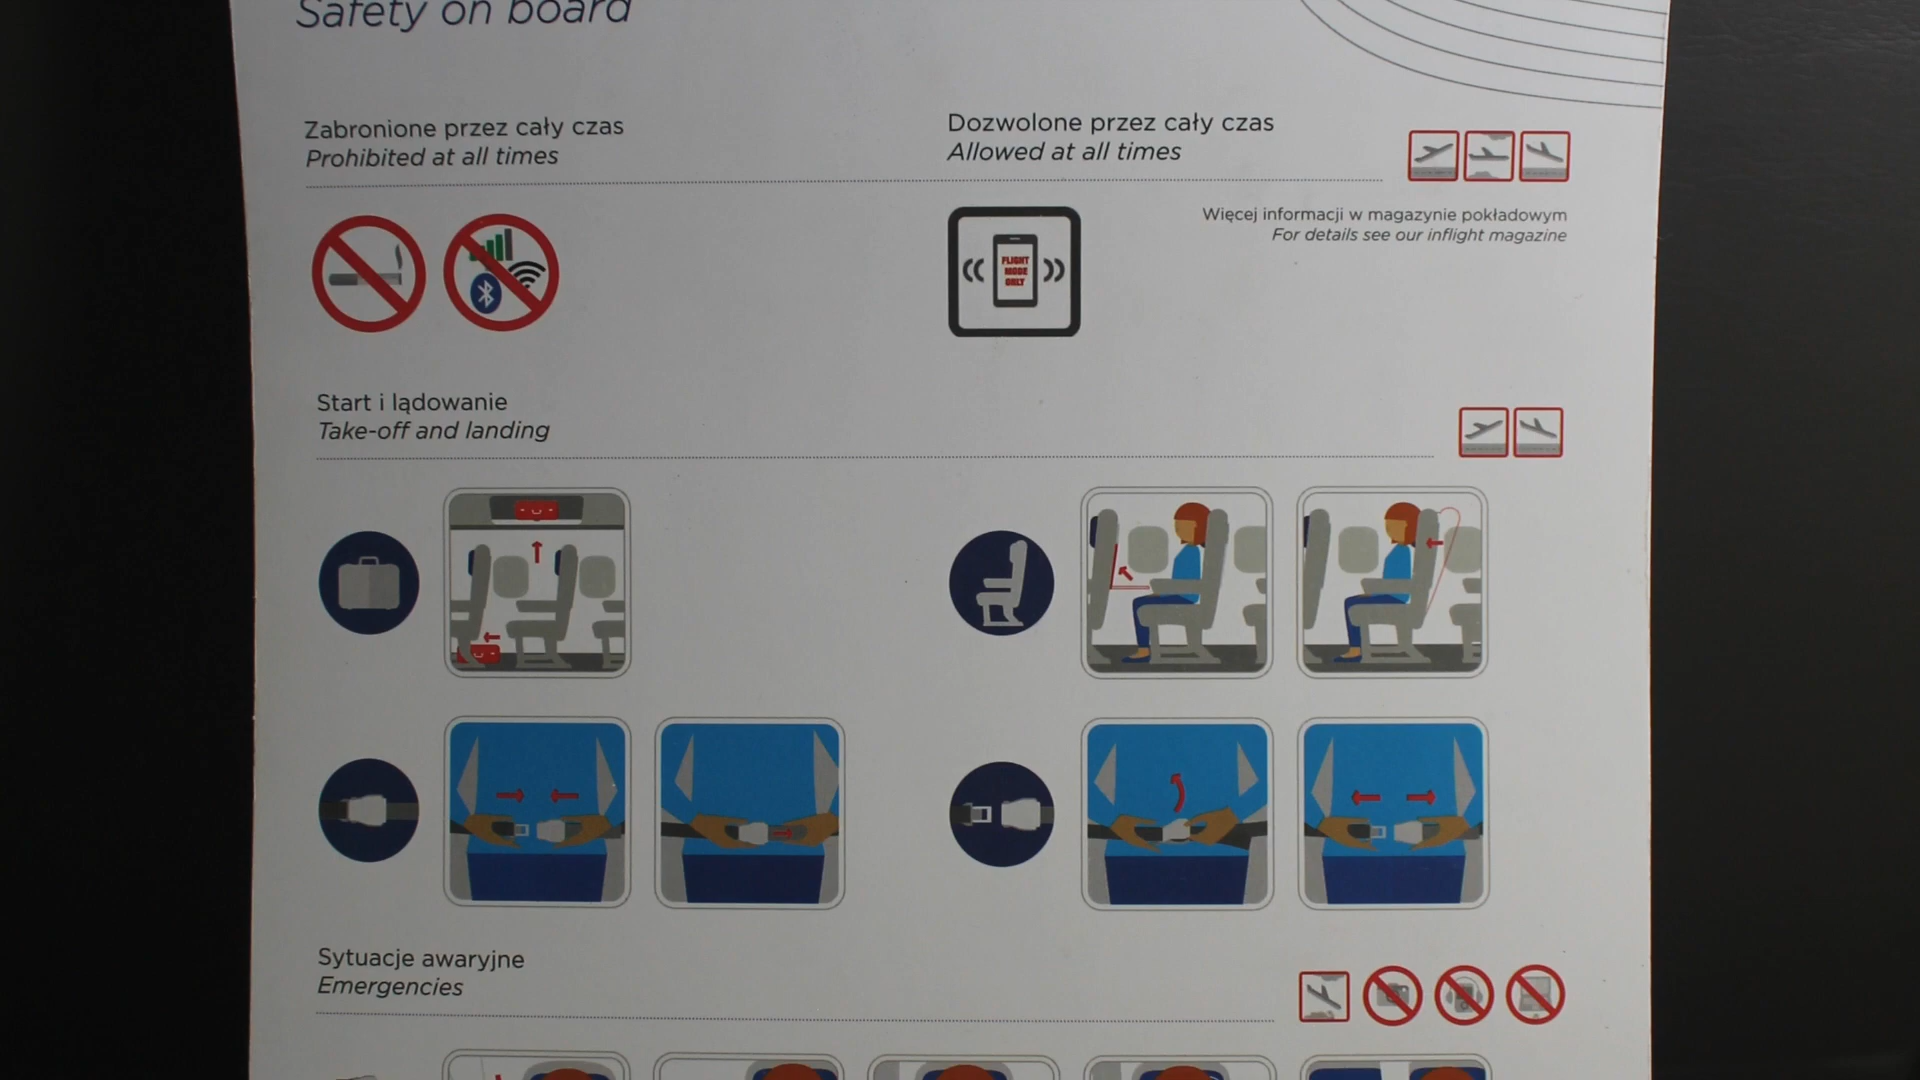 Safety on board
Zabronione przez cały czas
Prohibited at all times
Dozwolone przez cały czas
Allowed at all times
Więcej informacji w magazynie pokładowym
For details see our inflight magazine
FLIGHT
MODE
ONLY
Start i lądowanie
Take-off and landing
Sytuacje awaryjne
Emergencies